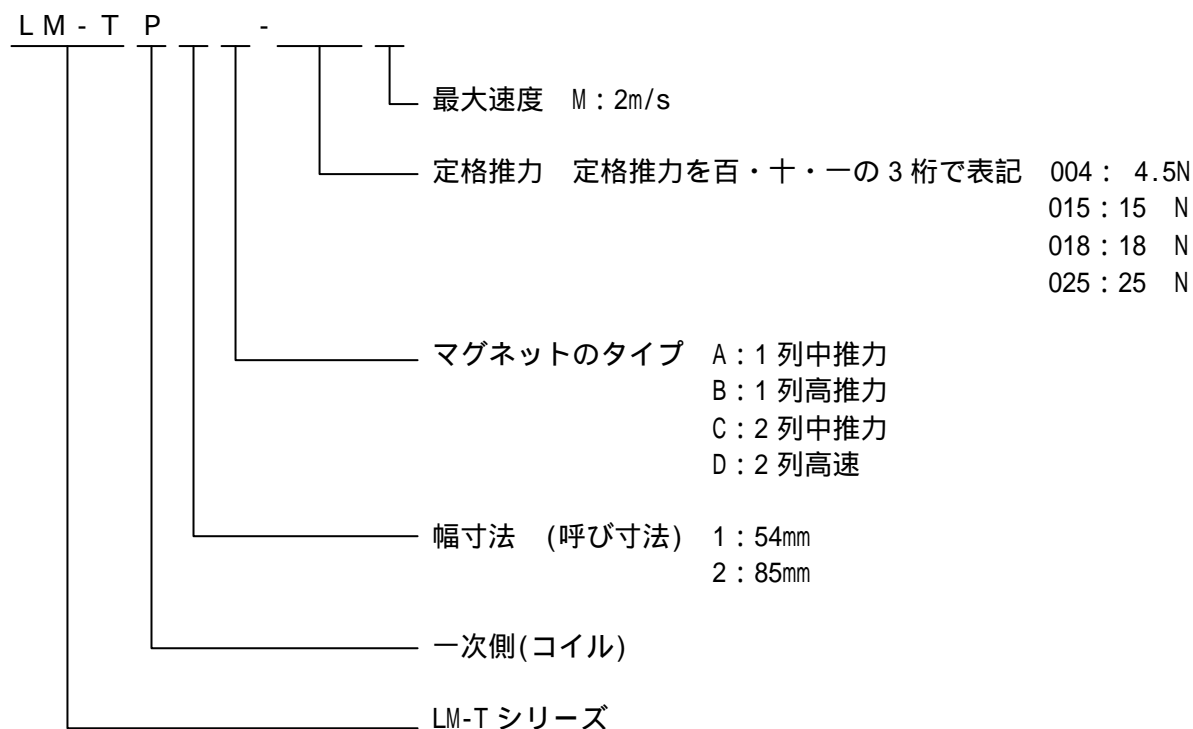 LM-TP -
最大速度 M:2m/s
定格推力 定格推力を百・十・一の3桁で表記 004: 4.5N
015:15 N
018:18 N
025:25 N
マグネットのタイプ A:1列中推力
B:1列高推力
C:2列中推力
D:2列高速
幅寸法 (呼び寸法) 1:54mm
2:85mm
一次側(コイル)
LM-Tシリーズ